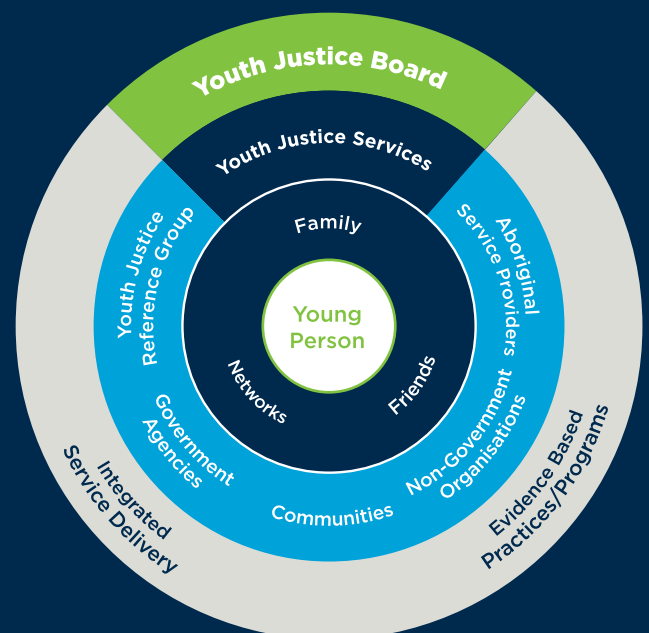 Youth Justice Board
Youth Justice Services
Family
Young
Person
Networks
Friends
Youth Justice
Reference Group
Aboriginal
Service Providers
Government
Agencies
Communities
Non-Government
Organisations
Integrated
Service Delivery
Evidence Based
Practices/Programs